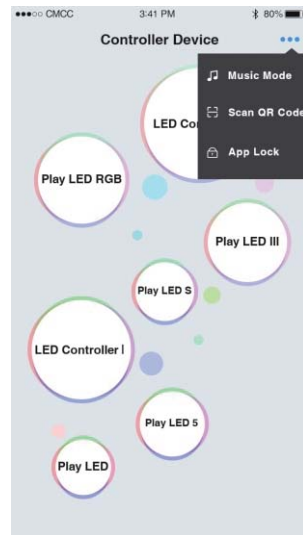 CMCC 3:41 PM 80%
Controller Device
Music Mode
LED Co
Scan QR Code
App Lock
Play LED RGB
Play LED III
Play LED S
LED Controller I
Play LED 5
Play LED